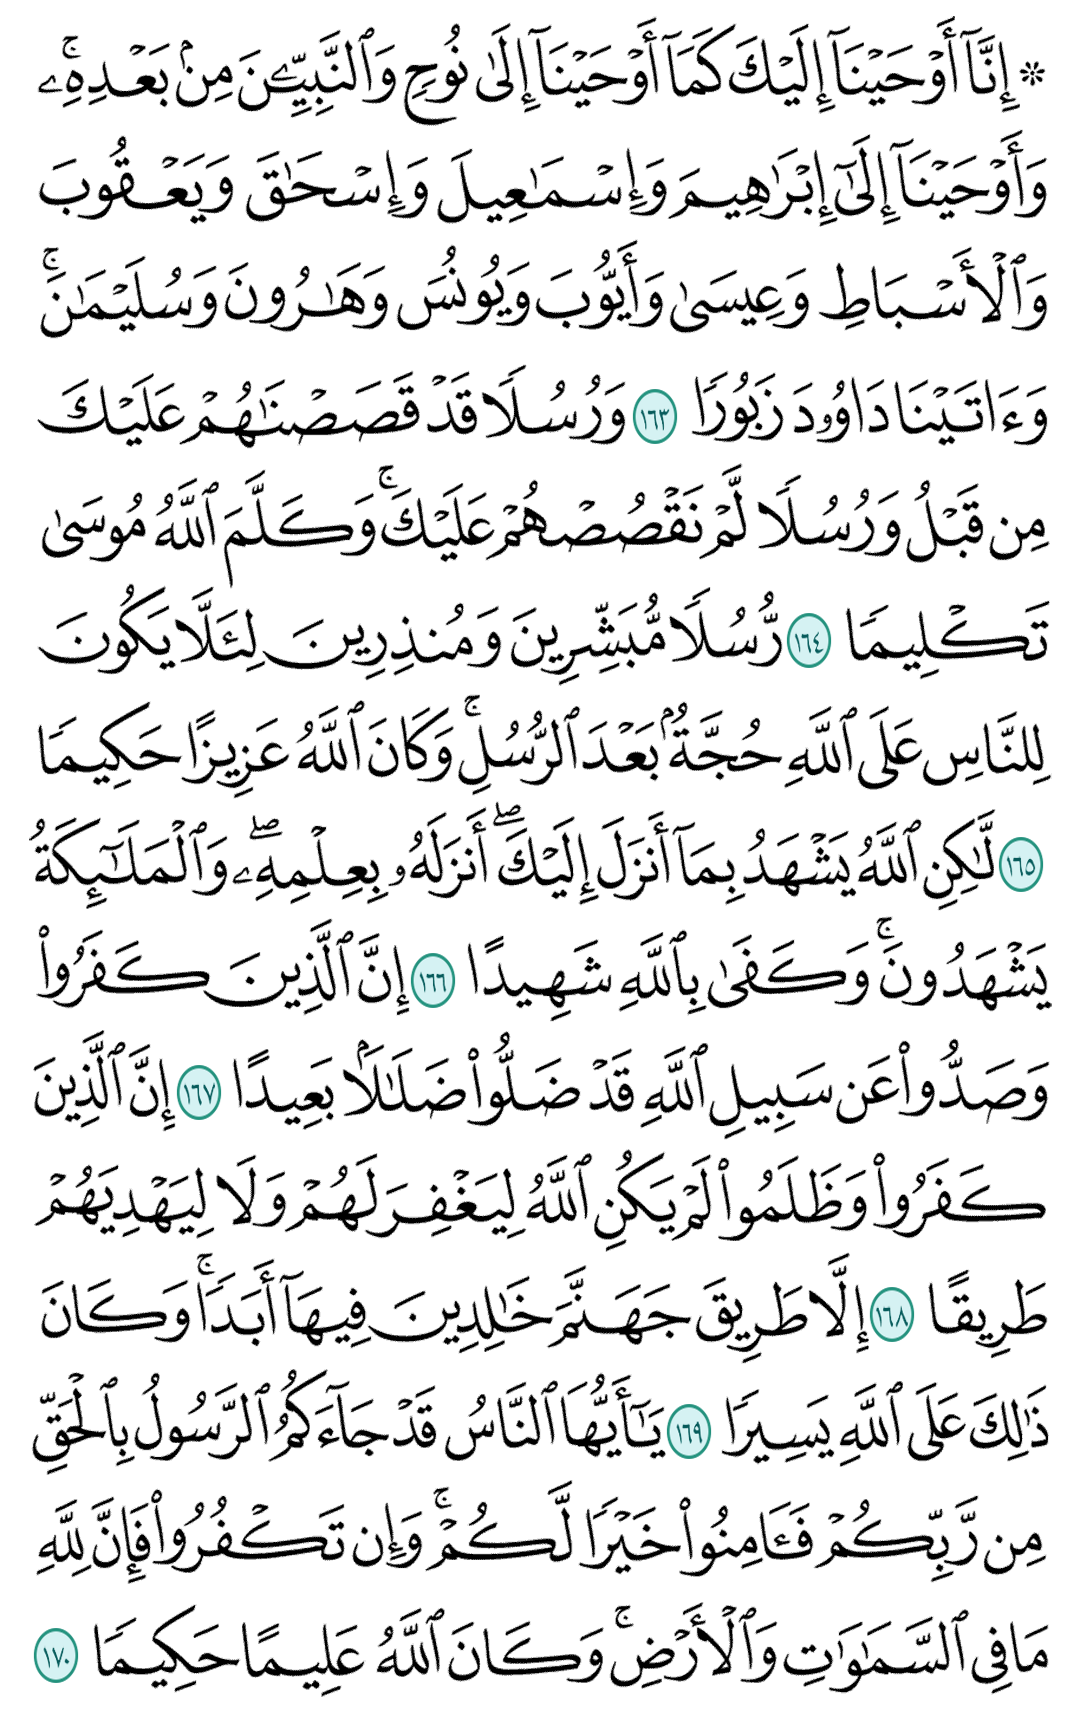 ۞ إِنَّآ أَوْحَيْنَآ إِلَيْكَ كَمَآ أَوْحَيْنَآ إِلَىٰ نُوحٍ وَٱلنَّبِيِّـۧنَ مِنۢ بَعْدِهِۦۚ
وَأَوْحَيْنَآ إِلَىٰٓ إِبْرَٰهِيمَ وَإِسْمَـٰعِيلَ وَإِسْحَـٰقَ وَيَعْقُوبَ
وَٱلْأَسْبَاطِ وَعِيسَىٰ وَأَيُّوبَ وَيُونُسَ وَهَـٰرُونَ وَسُلَيْمَـٰنَۚ
وَءَاتَيْنَا دَاوُۥدَ زَبُورًا ١٦٣ وَرُسُلًا قَدْ قَصَصْنَـٰهُمْ عَلَيْكَ
مِن قَبْلُ وَرُسُلًا لَّمْ نَقْصُصْهُمْ عَلَيْكَۚ وَكَلَّمَ ٱللَّهُ مُوسَىٰ
تَكْلِيمًا ١٦٤ رُّسُلًا مُّبَشِّرِينَ وَمُنذِرِينَ لِئَلَّا يَكُونَ
لِلنَّاسِ عَلَى ٱللَّهِ حُجَّةٌۢ بَعْدَ ٱلرُّسُلِۚ وَكَانَ ٱللَّهُ عَزِيزًا حَكِيمًا
١٦٥ لَّـٰكِنِ ٱللَّهُ يَشْهَدُ بِمَآ أَنزَلَ إِلَيْكَۖ أَنزَلَهُۥ بِعِلْمِهِۦۖ وَٱلْمَلَـٰٓئِكَةُ
يَشْهَدُونَۚ وَكَفَىٰ بِٱللَّهِ شَهِيدًا ١٦٦ إِنَّ ٱلَّذِينَ كَفَرُوا۟
وَصَدُّوا۟ عَن سَبِيلِ ٱللَّهِ قَدْ ضَلُّوا۟ ضَلَـٰلًۢا بَعِيدًا ١٦٧ إِنَّ ٱلَّذِينَ
كَفَرُوا۟ وَظَلَمُوا۟ لَمْ يَكُنِ ٱللَّهُ لِيَغْفِرَ لَهُمْ وَلَا لِيَهْدِيَهُمْ
طَرِيقًا ١٦٨ إِلَّا طَرِيقَ جَهَنَّمَ خَـٰلِدِينَ فِيهَآ أَبَدًاۚ وَكَانَ
ذَٰلِكَ عَلَى ٱللَّهِ يَسِيرًا ١٦٩ يَـٰٓأَيُّهَا ٱلنَّاسُ قَدْ جَآءَكُمُ ٱلرَّسُولُ بِٱلْحَقِّ
مِن رَّبِّكُمْ فَـَٔامِنُوا۟ خَيْرًا لَّكُمْۚ وَإِن تَكْفُرُوا۟ فَإِنَّ لِلَّهِ
مَا فِى ٱلسَّمَـٰوَٰتِ وَٱلْأَرْضِۚ وَكَانَ ٱللَّهُ عَلِيمًا حَكِيمًا ١٧٠